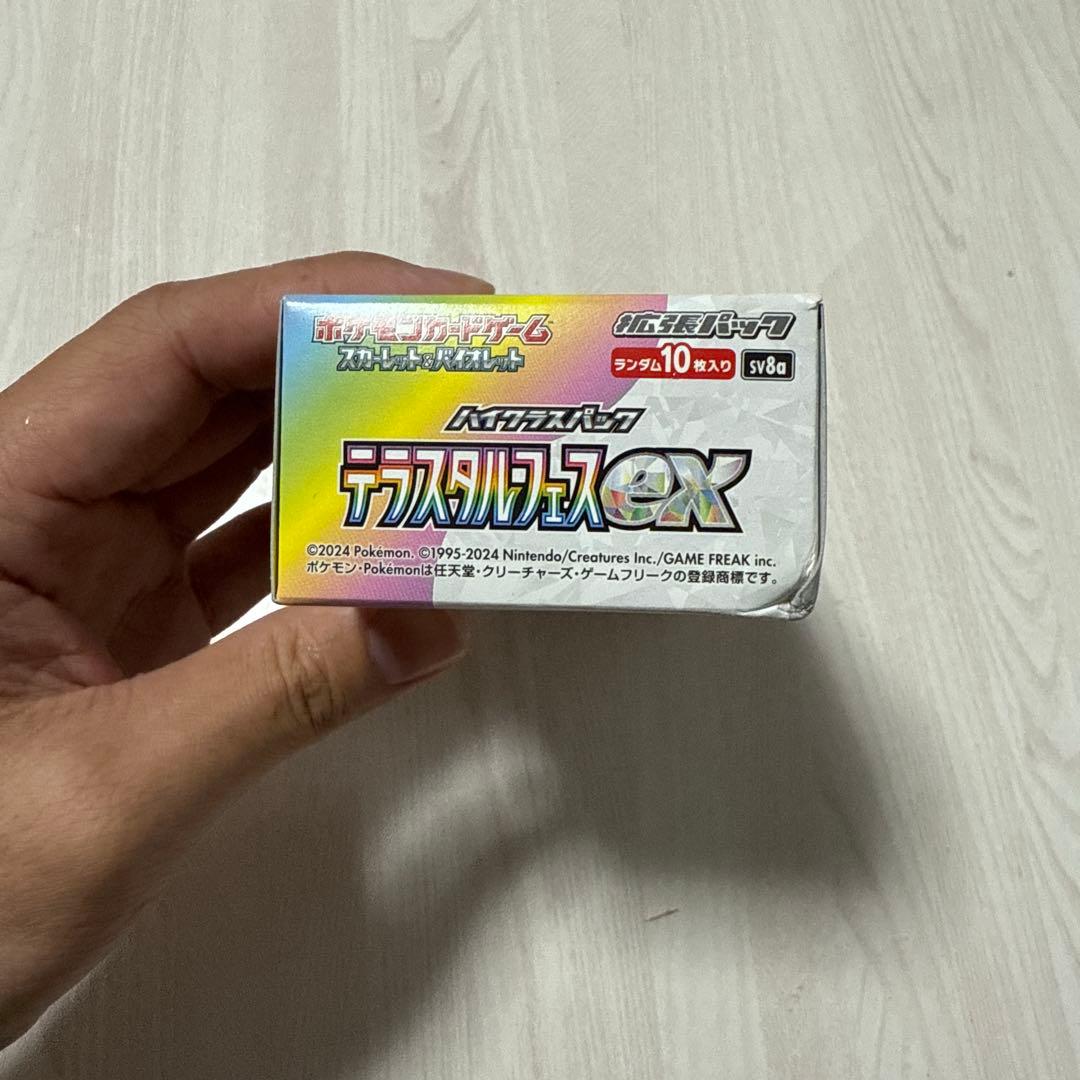 ポケモンカードゲーム
スカーレット&バイオレット
拡張パック
ランダム10枚入り SV8a
ハイクラスパック
テラスタルフェスex
©2024 Pokémon. ©1995-2024 Nintendo/Creatures Inc./GAME FREAK inc.
ポケモン・Pokémonは任天堂・クリーチャーズ・ゲームフリークの登録商標です。